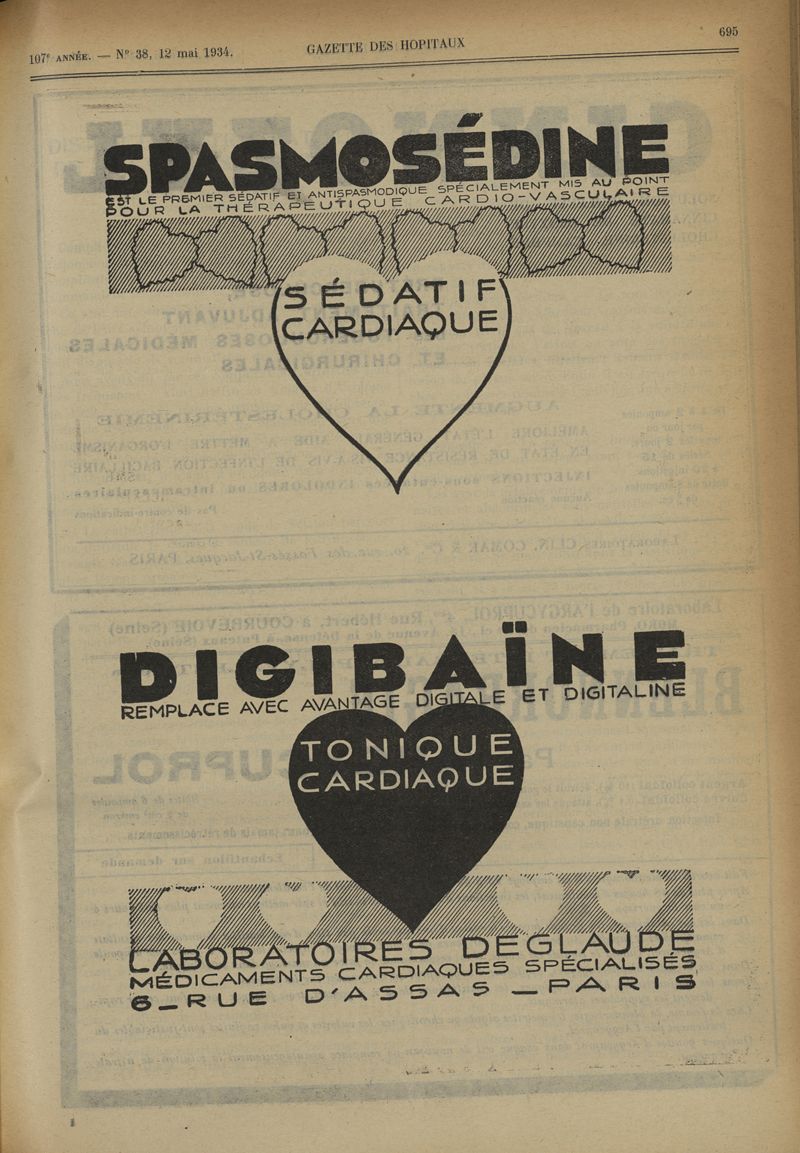 107ᵉ ANNÉE. — Nº 38, 12 mai 1934.
GAZETTE DES HOPITAUX
695
SPASMOSÉDINE
EST LE PREMIER SÉDATIF ET ANTISPASMODIQUE SPÉCIALEMENT MIS AU POINT
POUR LA THÉRAPEUTIQUE CARDIO-VASCULAIRE
SÉDATIF
CARDIAQUE
DIGIBAÏNE
REMPLACE AVEC AVANTAGE DIGITALE ET DIGITALINE
TONIQUE
CARDIAQUE
LABORATOIRES DEGLAUDE
MÉDICAMENTS CARDIAQUES SPÉCIALISÉS
6_RUE D'ASSAS_PARIS